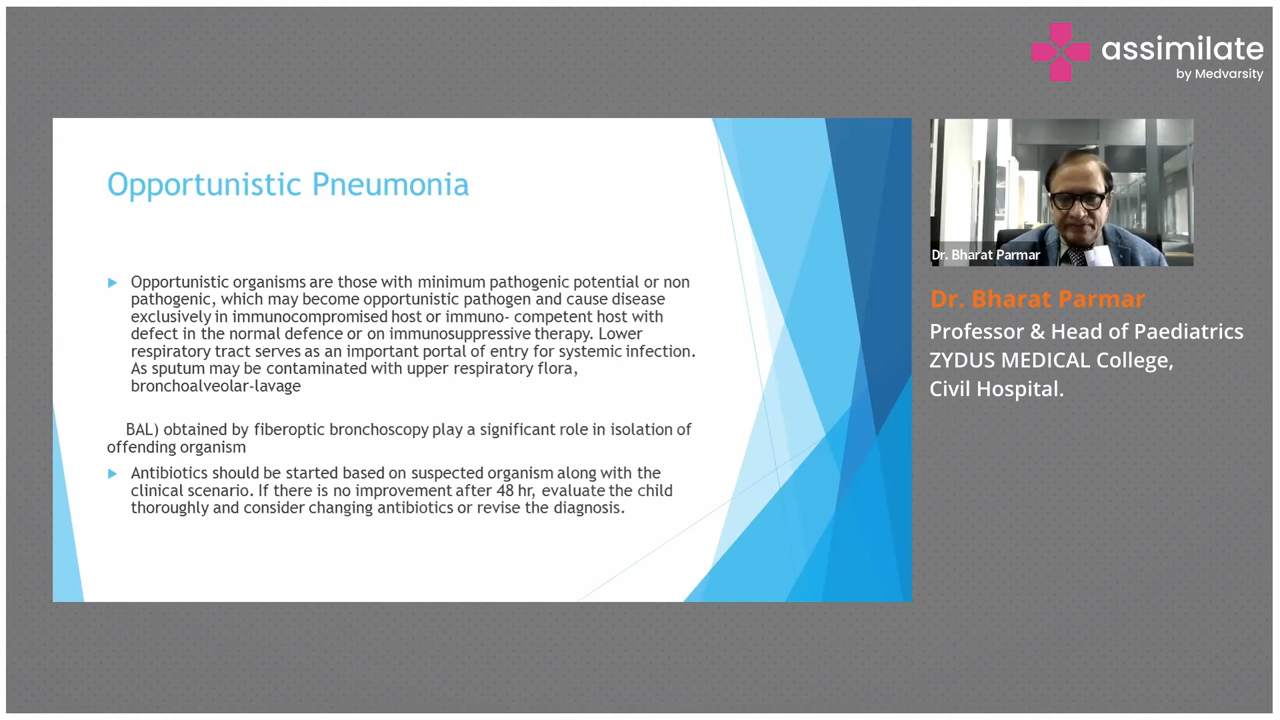 assimilate
by Medvarsity
Opportunistic Pneumonia
Opportunistic organisms are those with minimum pathogenic potential or non
pathogenic, which may become opportunistic pathogen and cause disease
exclusively in immunocompromised host or immuno- competent host with
defect in the normal defence or on immunosuppressive therapy. Lower
respiratory tract serves as an important portal of entry for systemic infection.
As sputum may be contaminated with upper respiratory flora,
bronchoalveolar-lavage
BAL) obtained by fiberoptic bronchoscopy play a significant role in isolation of
offending organism
Antibiotics should be started based on suspected organism along with the
clinical scenario. If there is no improvement after 48 hr, evaluate the child
thoroughly and consider changing antibiotics or revise the diagnosis.
Dr. Bharat Parmar
Dr. Bharat Parmar
Professor & Head of Paediatrics
ZYDUS MEDICAL College,
Civil Hospital.